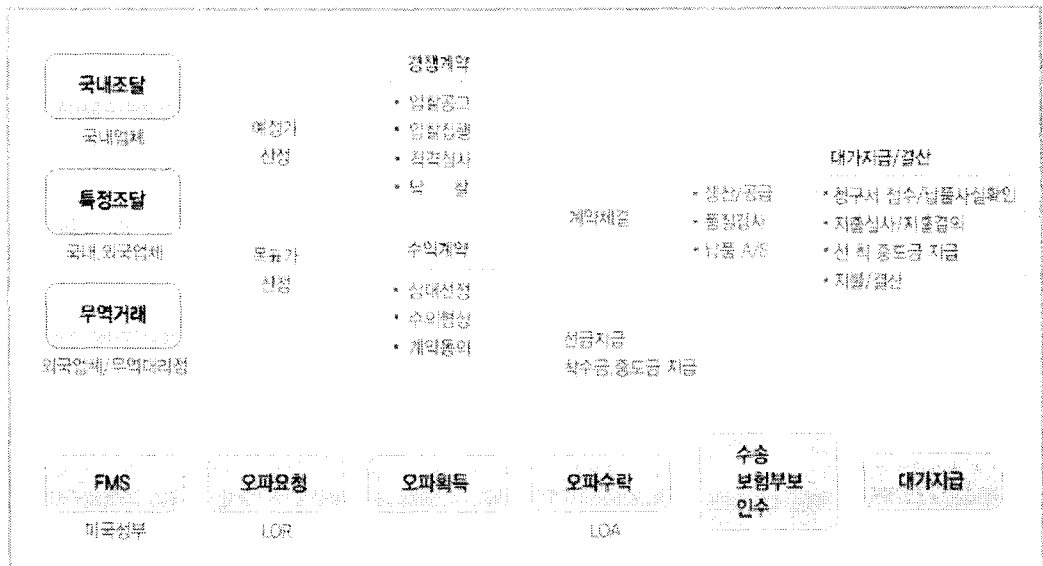 국내조달
국내업체
특정조달
국내,외국업체
무역거래
외국업체/무역대리점
예정가
산정
목표가
산정
경쟁계약
• 입찰공고
• 입찰집행
• 적격심사
• 낙 찰
수의계약
• 상대선정
• 수의협상
• 계약동의
계약체결
선금지급
착수금,중도금 지급
• 생산/공급
• 품질검사
• 납품 A/S
대가지급/결산
• 청구서 접수/납품사실확인
• 지출심사/지출결의
• 선 착 중도금 지급
• 지불/결산
FMS
미국정부
오파요청
LOR
오파획득
오파수락
LOA
수송
보험부보
인수
대가지급